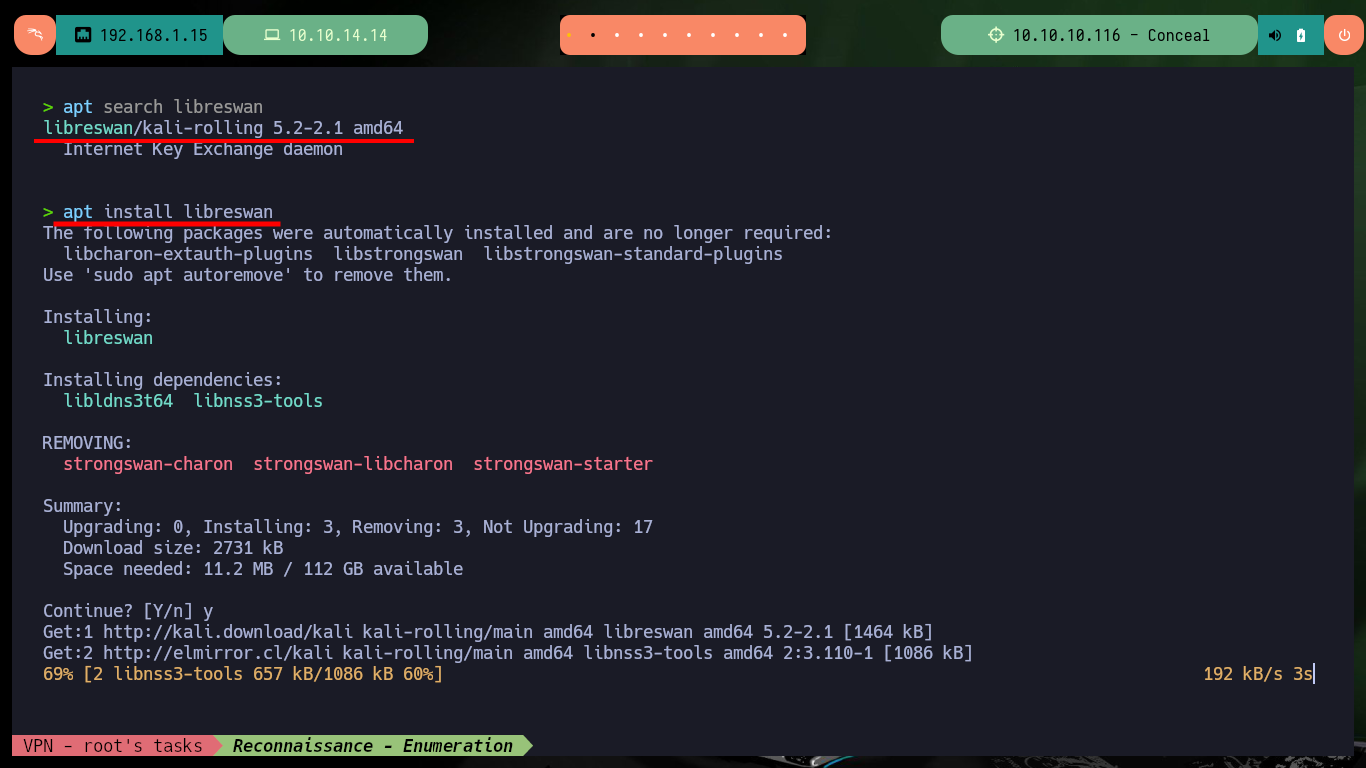 192.168.1.15
10.10.14.14
10.10.10.116 - Conceal
> apt search libreswan
libreswan/kali-rolling 5.2-2.1 amd64
Internet Key Exchange daemon
> apt install libreswan
The following packages were automatically installed and are no longer required:
libcharon-extauth-plugins libstrongswan libstrongswan-standard-plugins
Use 'sudo apt autoremove' to remove them.
Installing:
libreswan
Installing dependencies:
libldns3t64 libnss3-tools
REMOVING:
strongswan-charon strongswan-libcharon strongswan-starter
Summary:
Upgrading: 0, Installing: 3, Removing: 3, Not Upgrading: 17
Download size: 2731 kB
Space needed: 11.2 MB / 112 GB available
Continue? [Y/n] y
Get:1 http://kali.download/kali kali-rolling/main amd64 libreswan amd64 5.2-2.1 [1464 kB]
Get:2 http://elmirror.cl/kali kali-rolling/main amd64 libnss3-tools amd64 2:3.110-1 [1086 kB]
69% [2 libnss3-tools 657 kB/1086 kB 60%] 192 kB/s 3s
VPN - root's tasks Reconnaissance - Enumeration